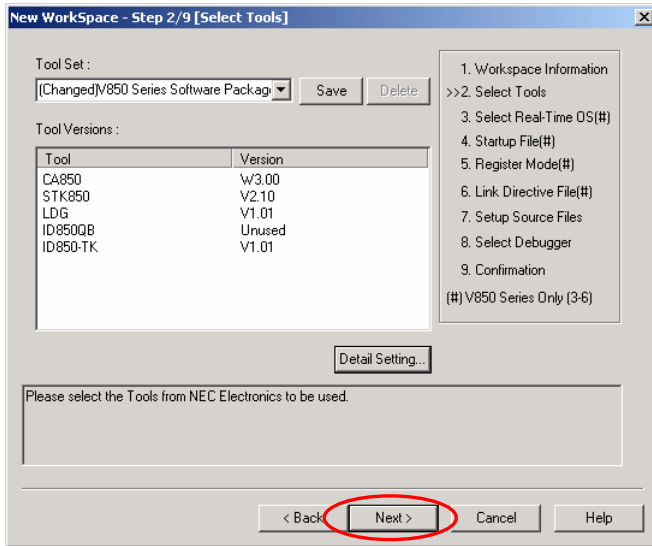 New WorkSpace - Step 2/9 [Select Tools]
Tool Set :
(Changed)V850 Series Software Packag
Save
Delete
Tool Versions :
Tool Version
CA850 W3.00
STK850 V2.10
LDG V1.01
ID850QB Unused
ID850-TK V1.01
Detail Setting...
1. Workspace Information
>>2. Select Tools
3. Select Real-Time OS(#)
4. Startup File(#)
5. Register Mode(#)
6. Link Directive File(#)
7. Setup Source Files
8. Select Debugger
9. Confirmation
(#) V850 Series Only (3-6)
Please select the Tools from NEC Electronics to be used.
< Back
Next >
Cancel
Help